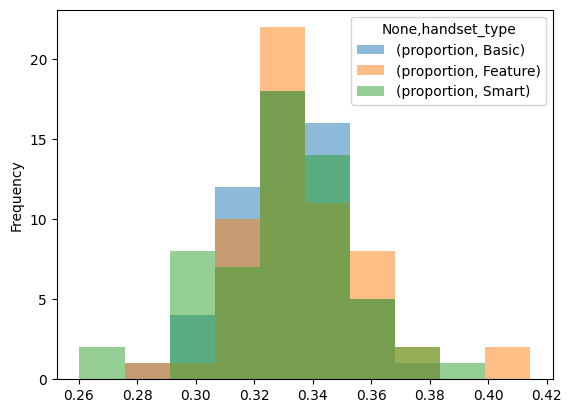 None,handset_type
(proportion, Basic)
(proportion, Feature)
(proportion, Smart)
Frequency
20
15
10
5
0
0.26 0.28 0.30 0.32 0.34 0.36 0.38 0.40 0.42